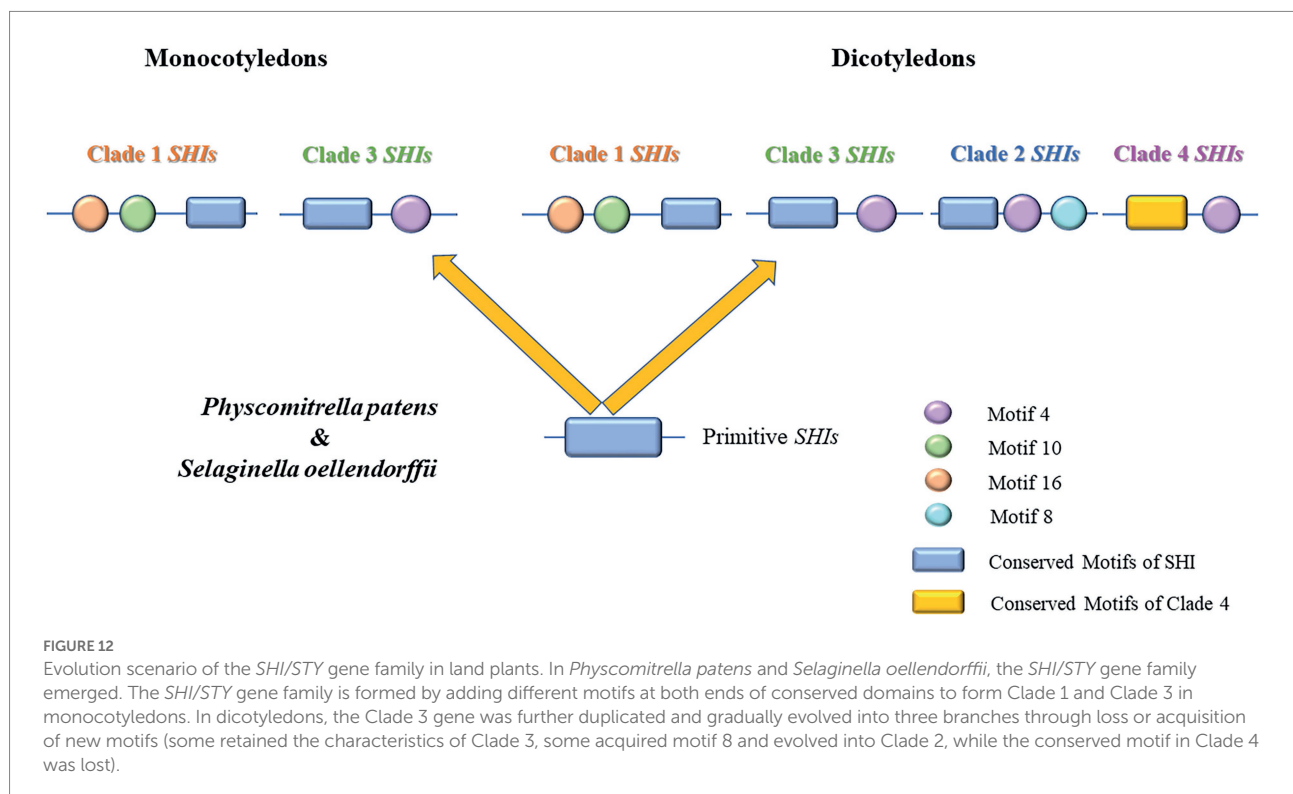 Monocotyledons
Dicotyledons
Clade 1 SHIs
Clade 3 SHIs
Clade 1 SHIs
Clade 3 SHIs
Clade 2 SHIs
Clade 4 SHIs
Physcomitrella patens
&
Selaginella oellendorffii
Primitive SHIs
Motif 4
Motif 10
Motif 16
Motif 8
Conserved Motifs of SHI
Conserved Motifs of Clade 4
FIGURE 12
Evolution scenario of the SHI/STY gene family in land plants. In Physcomitrella patens and Selaginella oellendorffii, the SHI/STY gene family
emerged. The SHI/STY gene family is formed by adding different motifs at both ends of conserved domains to form Clade 1 and Clade 3 in
monocotyledons. In dicotyledons, the Clade 3 gene was further duplicated and gradually evolved into three branches through loss or acquisition
of new motifs (some retained the characteristics of Clade 3, some acquired motif 8 and evolved into Clade 2, while the conserved motif in Clade 4
was lost).